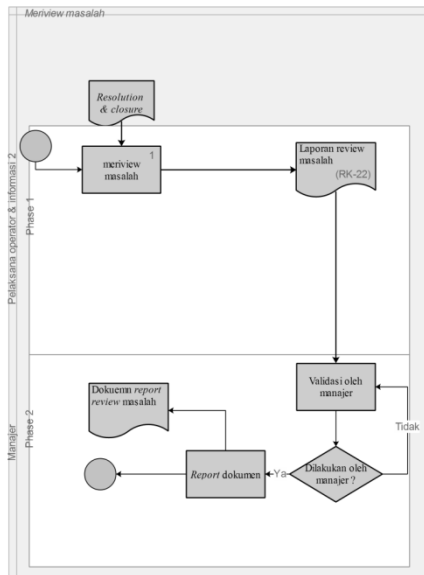 Meriview masalah
Resolution
& closure
Pelaksana operator & informasi 2
Phase 1
1
meriview
masalah
Laporan review
masalah
(RK-22)
Manajer
Phase 2
Validasi oleh
manajer
Dokuemn report
review masalah
Tidak
Dilakukan oleh
manajer ?
Ya
Report dokumen